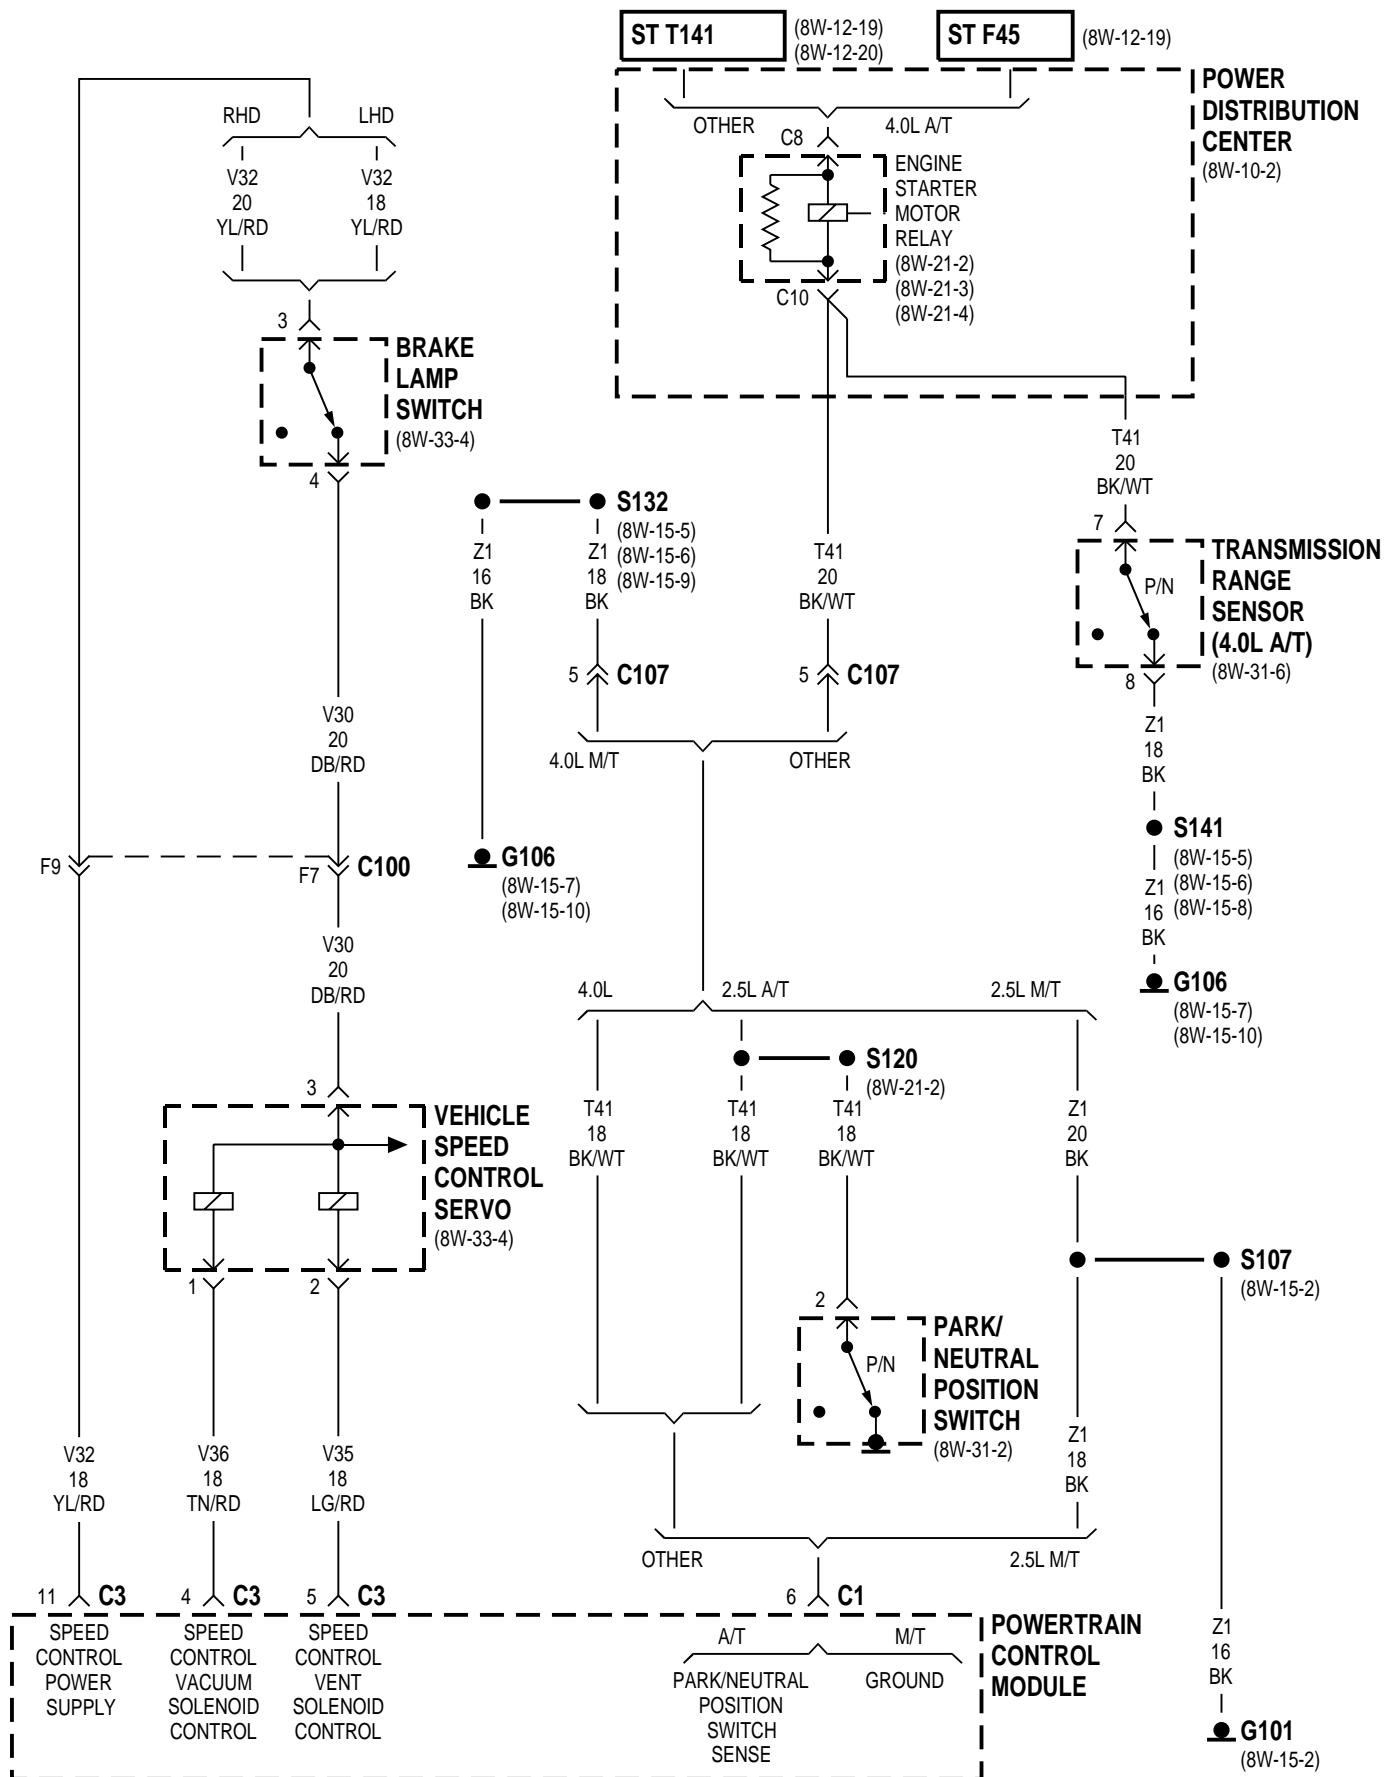 ST T141
(8W-12-19)
(8W-12-20)
ST F45
(8W-12-19)
POWER
DISTRIBUTION
CENTER
(8W-10-2)
OTHER
4.0L A/T
C8
ENGINE
STARTER
MOTOR
RELAY
(8W-21-2)
(8W-21-3)
(8W-21-4)
C10
RHD
LHD
V32
20
YL/RD
V32
18
YL/RD
3
BRAKE
LAMP
SWITCH
(8W-33-4)
4
T41
20
BK/WT
7
TRANSMISSION
RANGE
SENSOR
(4.0L A/T)
(8W-31-6)
P/N
8
S132
(8W-15-5)
(8W-15-6)
(8W-15-9)
Z1
16
BK
Z1
18
BK
T41
20
BK/WT
5
C107
5
C107
4.0L M/T
OTHER
V30
20
DB/RD
Z1
18
BK
S141
(8W-15-5)
(8W-15-6)
(8W-15-8)
Z1
16
BK
G106
(8W-15-7)
(8W-15-10)
F9
F7
C100
G106
(8W-15-7)
(8W-15-10)
V30
20
DB/RD
4.0L
2.5L A/T
2.5L M/T
S120
(8W-21-2)
3
VEHICLE
SPEED
CONTROL
SERVO
(8W-33-4)
1
2
T41
18
BK/WT
T41
18
BK/WT
T41
18
BK/WT
Z1
20
BK
S107
(8W-15-2)
2
PARK/
NEUTRAL
POSITION
SWITCH
(8W-31-2)
P/N
V32
18
YL/RD
V36
18
TN/RD
V35
18
LG/RD
Z1
18
BK
OTHER
2.5L M/T
11
C3
4
C3
5
C3
6
C1
SPEED
CONTROL
POWER
SUPPLY
SPEED
CONTROL
VACUUM
SOLENOID
CONTROL
SPEED
CONTROL
VENT
SOLENOID
CONTROL
A/T
M/T
PARK/NEUTRAL
POSITION
SWITCH
SENSE
GROUND
POWERTRAIN
CONTROL
MODULE
Z1
16
BK
G101
(8W-15-2)